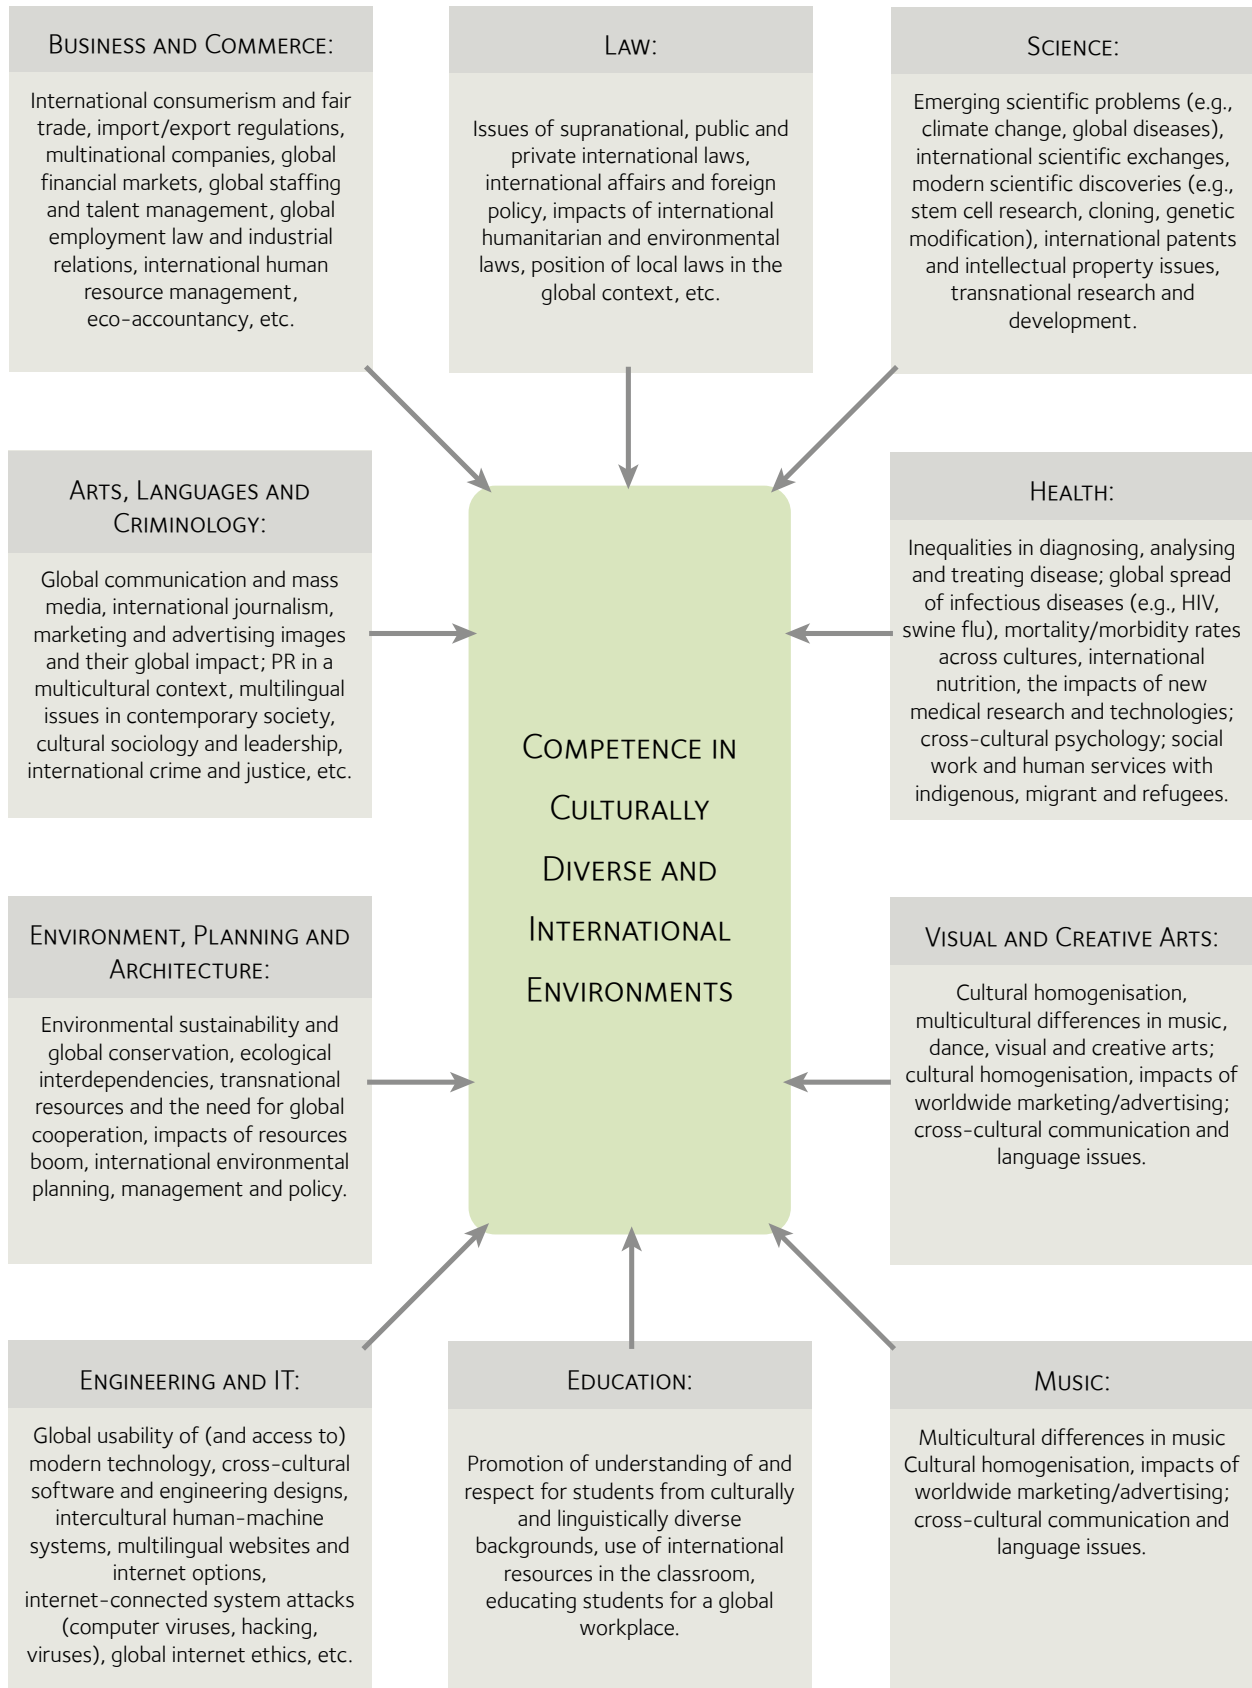 Business and Commerce:
International consumerism and fair
trade, import/export regulations,
multinational companies, global
financial markets, global staffing
and talent management, global
employment law and industrial
relations, international human
resource management,
eco-accountancy, etc.
Law:
Issues of supranational, public and
private international laws,
international affairs and foreign
policy, impacts of international
humanitarian and environmental
laws, position of local laws in the
global context, etc.
Science:
Emerging scientific problems (e.g.,
climate change, global diseases),
international scientific exchanges,
modern scientific discoveries (e.g.,
stem cell research, cloning, genetic
modification), international patents
and intellectual property issues,
transnational research and
development.
Arts, Languages and
Criminology:
Global communication and mass
media, international journalism,
marketing and advertising images
and their global impact; PR in a
multicultural context, multilingual
issues in contemporary society,
cultural sociology and leadership,
international crime and justice, etc.
Competence in
Culturally
Diverse and
International
Environments
Health:
Inequalities in diagnosing, analysing
and treating disease; global spread
of infectious diseases (e.g., HIV,
swine flu), mortality/morbidity rates
across cultures, international
nutrition, the impacts of new
medical research and technologies;
cross-cultural psychology; social
work and human services with
indigenous, migrant and refugees.
Environment, Planning and
Architecture:
Environmental sustainability and
global conservation, ecological
interdependencies, transnational
resources and the need for global
cooperation, impacts of resources
boom, international environmental
planning, management and policy.
Visual and Creative Arts:
Cultural homogenisation,
multicultural differences in music,
dance, visual and creative arts;
cultural homogenisation, impacts of
worldwide marketing/advertising;
cross-cultural communication and
language issues.
Engineering and IT:
Global usability of (and access to)
modern technology, cross-cultural
software and engineering designs,
intercultural human-machine
systems, multilingual websites and
internet options,
internet-connected system attacks
(computer viruses, hacking,
viruses), global internet ethics, etc.
Education:
Promotion of understanding of and
respect for students from culturally
and linguistically diverse
backgrounds, use of international
resources in the classroom,
educating students for a global
workplace.
Music:
Multicultural differences in music
Cultural homogenisation, impacts of
worldwide marketing/advertising;
cross-cultural communication and
language issues.